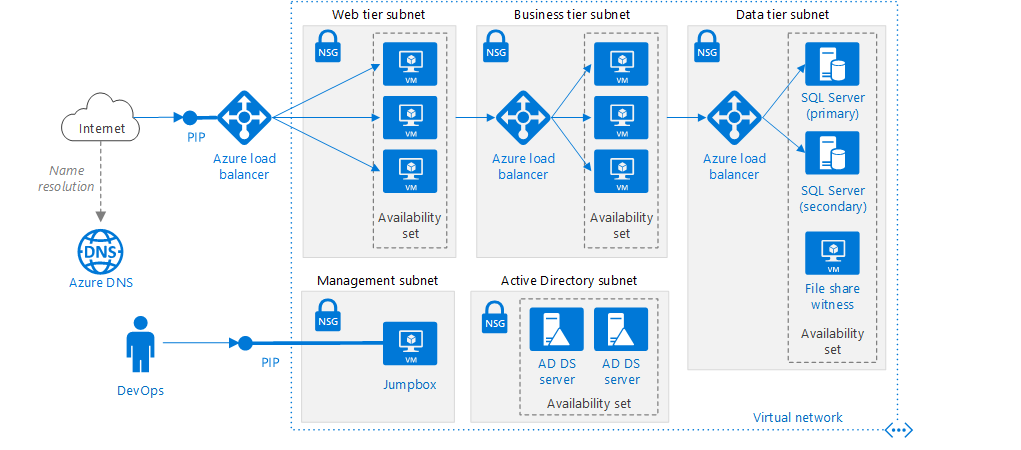 Web tier subnet
Business tier subnet
Data tier subnet
NSG
NSG
NSG
VM
VM
VM
VM
VM
VM
SQL Server
(primary)
SQL Server
(secondary)
VM
File share
witness
Availability
set
Availability
set
Availability
set
Internet
PIP
Azure load
balancer
Azure load
balancer
Azure load
balancer
Name
resolution
DNS
Azure DNS
Management subnet
Active Directory subnet
NSG
NSG
DevOps
PIP
VM
Jumpbox
AD DS
server
AD DS
server
Availability set
Virtual network